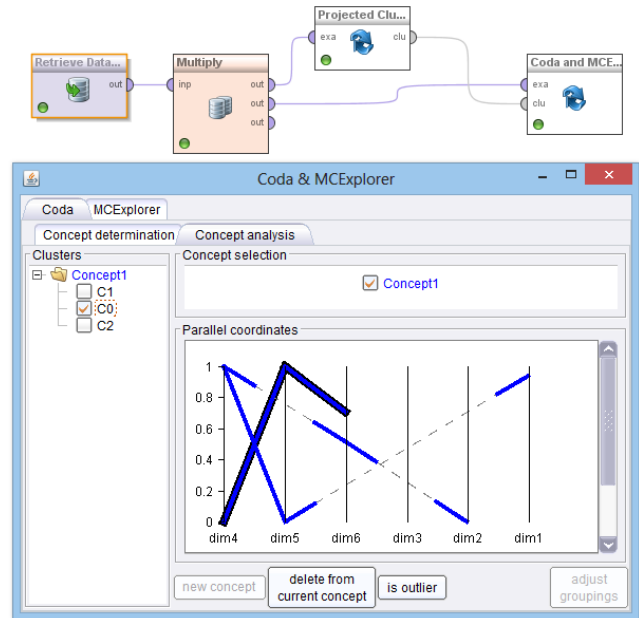 Projected Clu...
exa
clu
Retrieve Data...
out
Multiply
inp
out
out
out
Coda and MCE...
exa
clu
Coda & MCExplorer
Coda
MCExplorer
Concept determination
Concept analysis
Clusters
Concept1
C1
C0
C2
Concept selection
Concept1
Parallel coordinates
1
0.8
0.6
0.4
0.2
0
dim4 dim5 dim6 dim3 dim2 dim1
new concept
delete from
current concept
is outlier
adjust
groupings